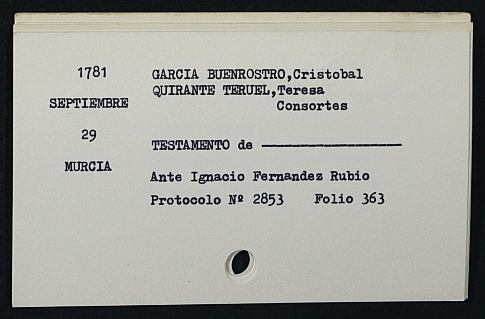 1781
SEPTIEMBRE
29
MURCIA
GARCIA BUENROSTRO,Cristobal
QUIRANTE TERUEL,Teresa
Consortes
TESTAMENTO de ------------------
Ante Ignacio Fernandez Rubio
Protocolo Nº 2853 Folio 363